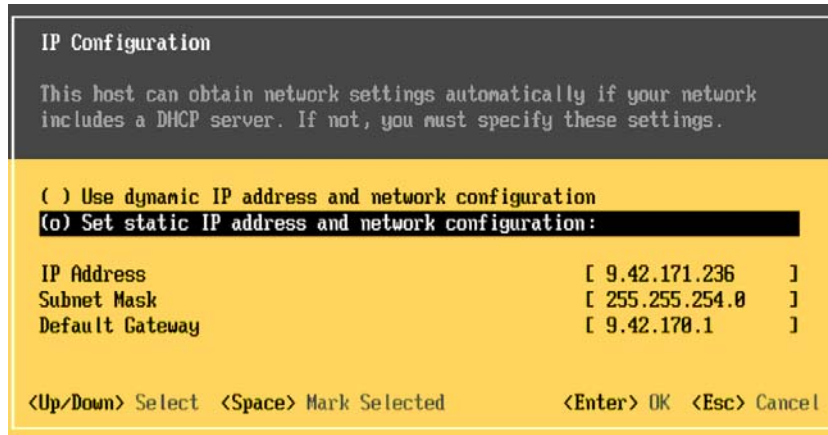 IP Configuration
This host can obtain network settings automatically if your network
includes a DHCP server. If not, you must specify these settings.
( ) Use dynamic IP address and network configuration
(o) Set static IP address and network configuration:
IP Address [ 9.42.171.236 ]
Subnet Mask [ 255.255.254.0 ]
Default Gateway [ 9.42.170.1 ]
<Up/Down> Select <Space> Mark Selected <Enter> OK <Esc> Cancel